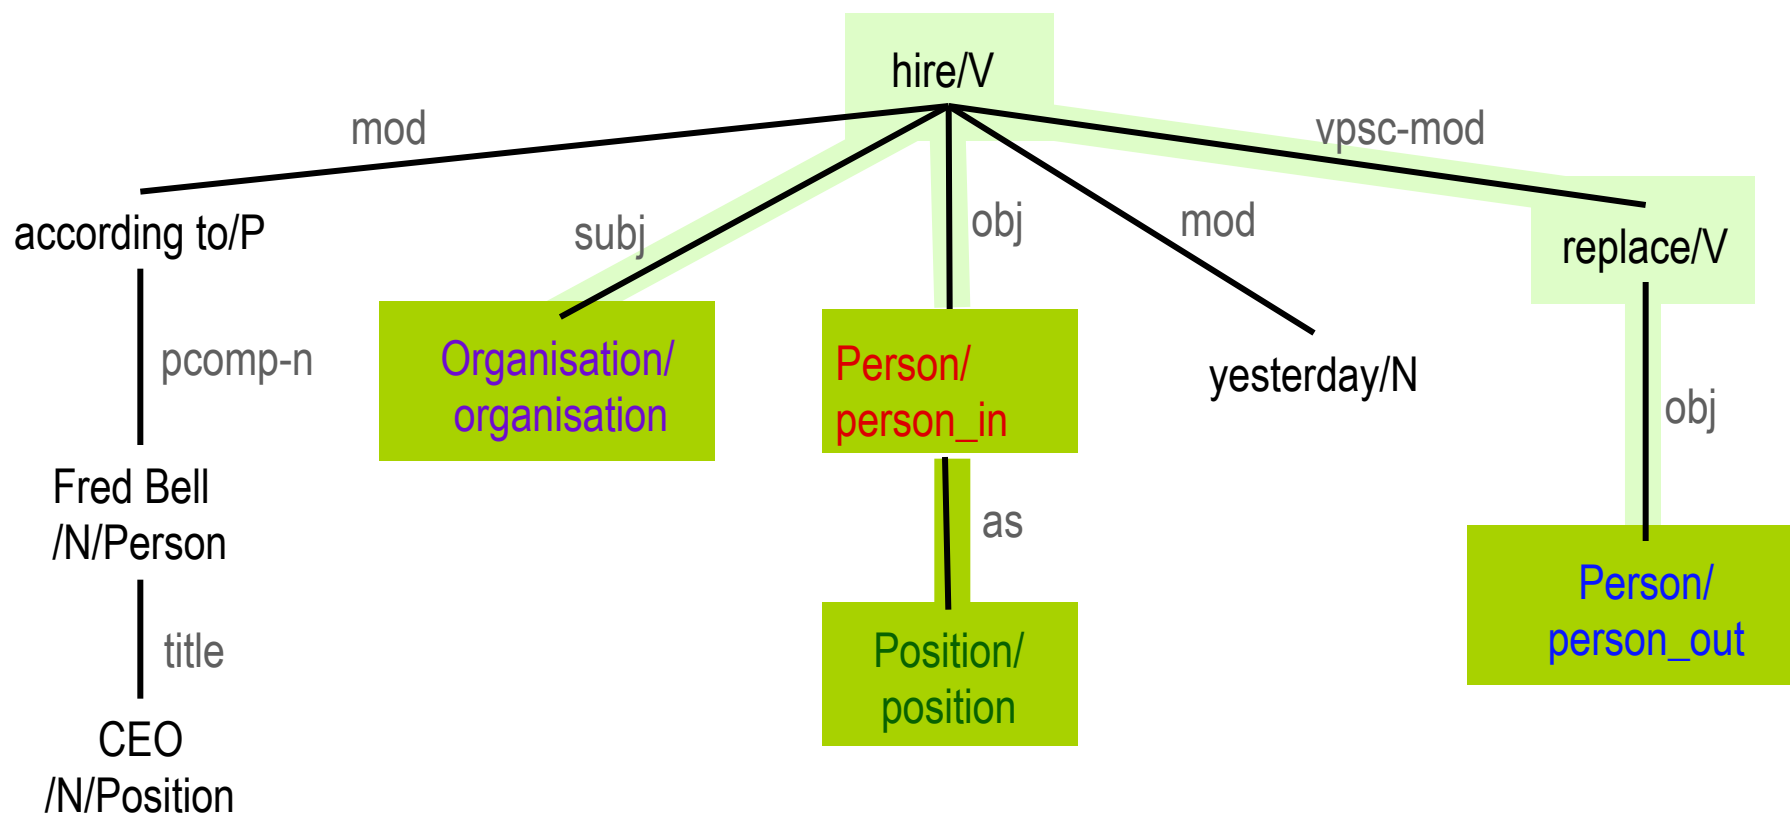 hire/V
mod
vpsc-mod
according to/P
subj
obj
mod
replace/V
pcomp-n
Organisation/
organisation
Person/
person_in
yesterday/N
obj
Fred Bell
/N/Person
as
Person/
person_out
title
Position/
position
CEO
/N/Position